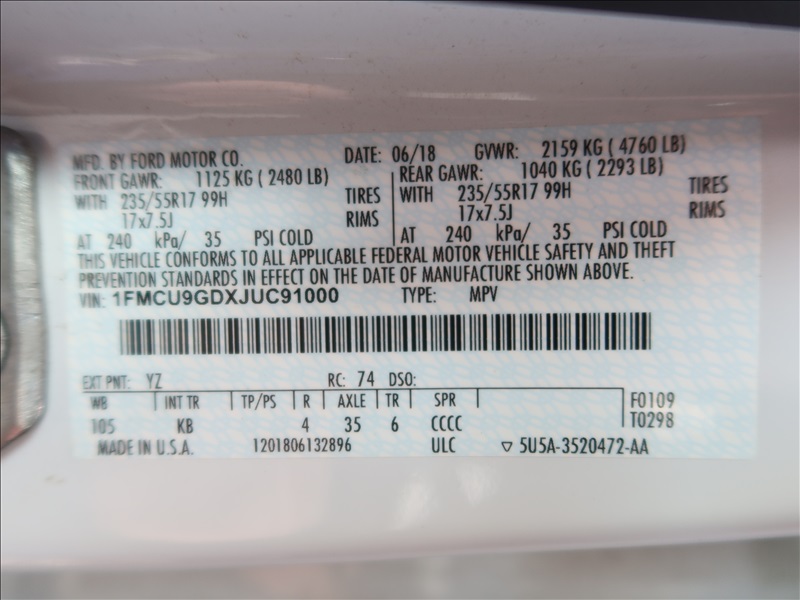 MFD. BY FORD MOTOR CO. DATE: 06/18 GVWR: 2159 KG ( 4760 LB)
FRONT GAWR: 1125 KG ( 2480 LB) REAR GAWR: 1040 KG ( 2293 LB)
WITH 235/55R17 99H TIRES WITH 235/55R17 99H TIRES
17x7.5J RIMS 17x7.5J RIMS
AT 240 kPa/ 35 PSI COLD AT 240 kPa/ 35 PSI COLD
THIS VEHICLE CONFORMS TO ALL APPLICABLE FEDERAL MOTOR VEHICLE SAFETY AND THEFT
PREVENTION STANDARDS IN EFFECT ON THE DATE OF MANUFACTURE SHOWN ABOVE.
VIN: 1FMCU9GDXJUC91000 TYPE: MPV
EXT PNT: YZ RC: 74 DSO:
WB INT TR TP/PS R AXLE TR SPR F0109
105 KB 4 35 6 CCCC T0298
MADE IN U.S.A. 1201806132896 ULC ▽ 5U5A-3520472-AA